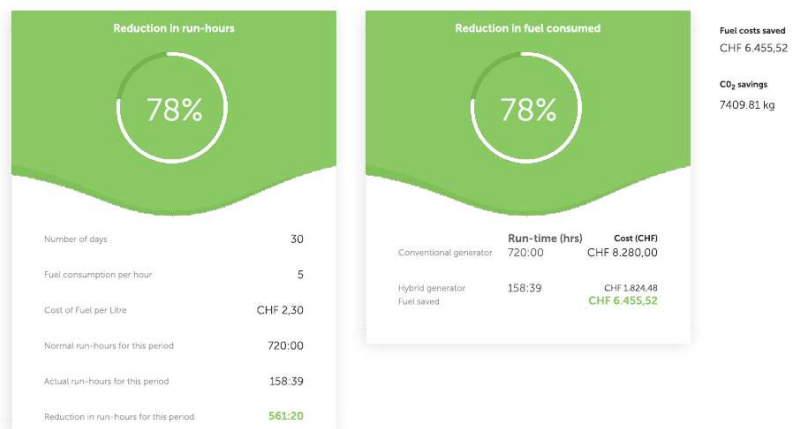 Reduction in run-hours
78%
Number of days 30
Fuel consumption per hour 5
Cost of Fuel per Litre CHF 2,30
Normal run-hours for this period 720:00
Actual run-hours for this period 158:39
Reduction in run-hours for this period 561:20
Reduction in fuel consumed
78%
Run-time (hrs) Cost (CHF)
Conventional generator 720:00 CHF 8.280,00
Hybrid generator 158:39 CHF 1.824,48
Fuel saved CHF 6.455,52
Fuel costs saved
CHF 6.455,52
C0₂ savings
7409.81 kg